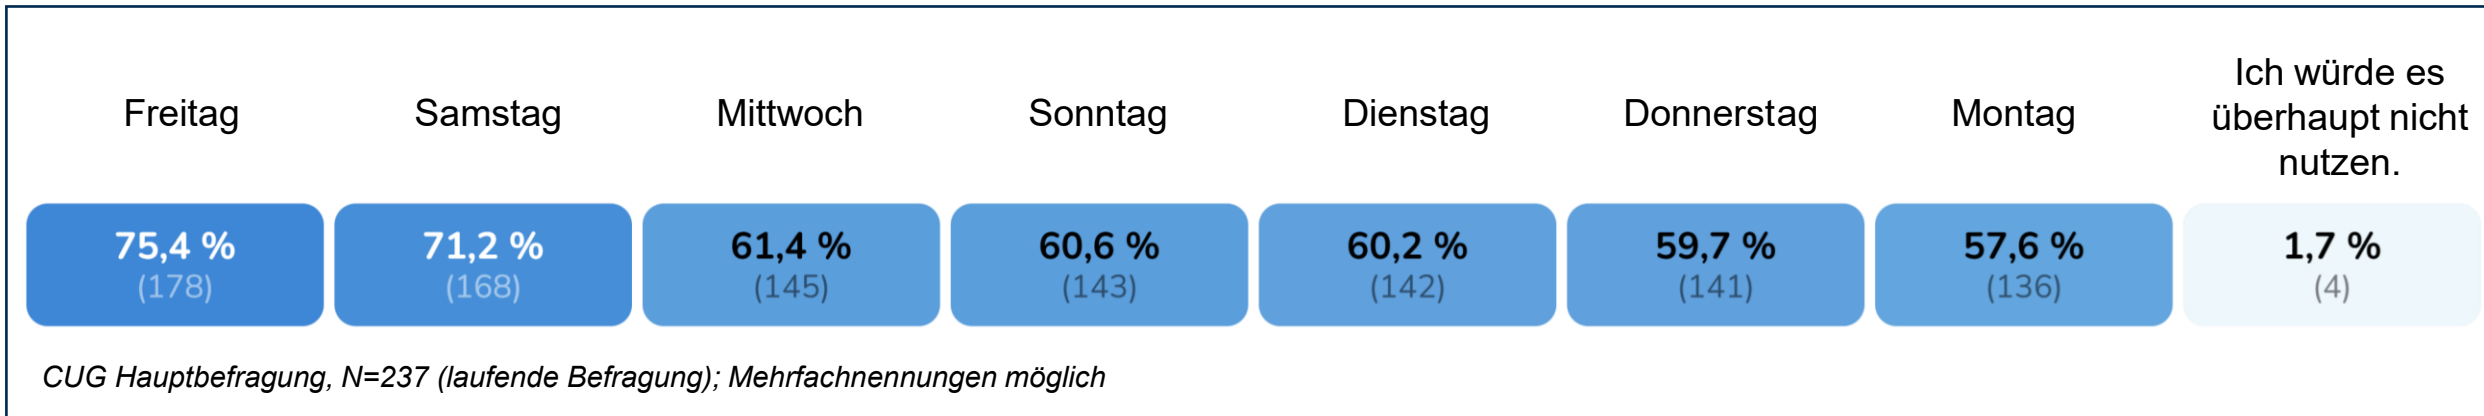 Freitag
Samstag
Mittwoch
Sonntag
Dienstag
Donnerstag
Montag
Ich würde es
überhaupt nicht
nutzen.
75,4 %
(178)
71,2 %
(168)
61,4 %
(145)
60,6 %
(143)
60,2 %
(142)
59,7 %
(141)
57,6 %
(136)
1,7 %
(4)
CUG Hauptbefragung, N=237 (laufende Befragung); Mehrfachnennungen möglich